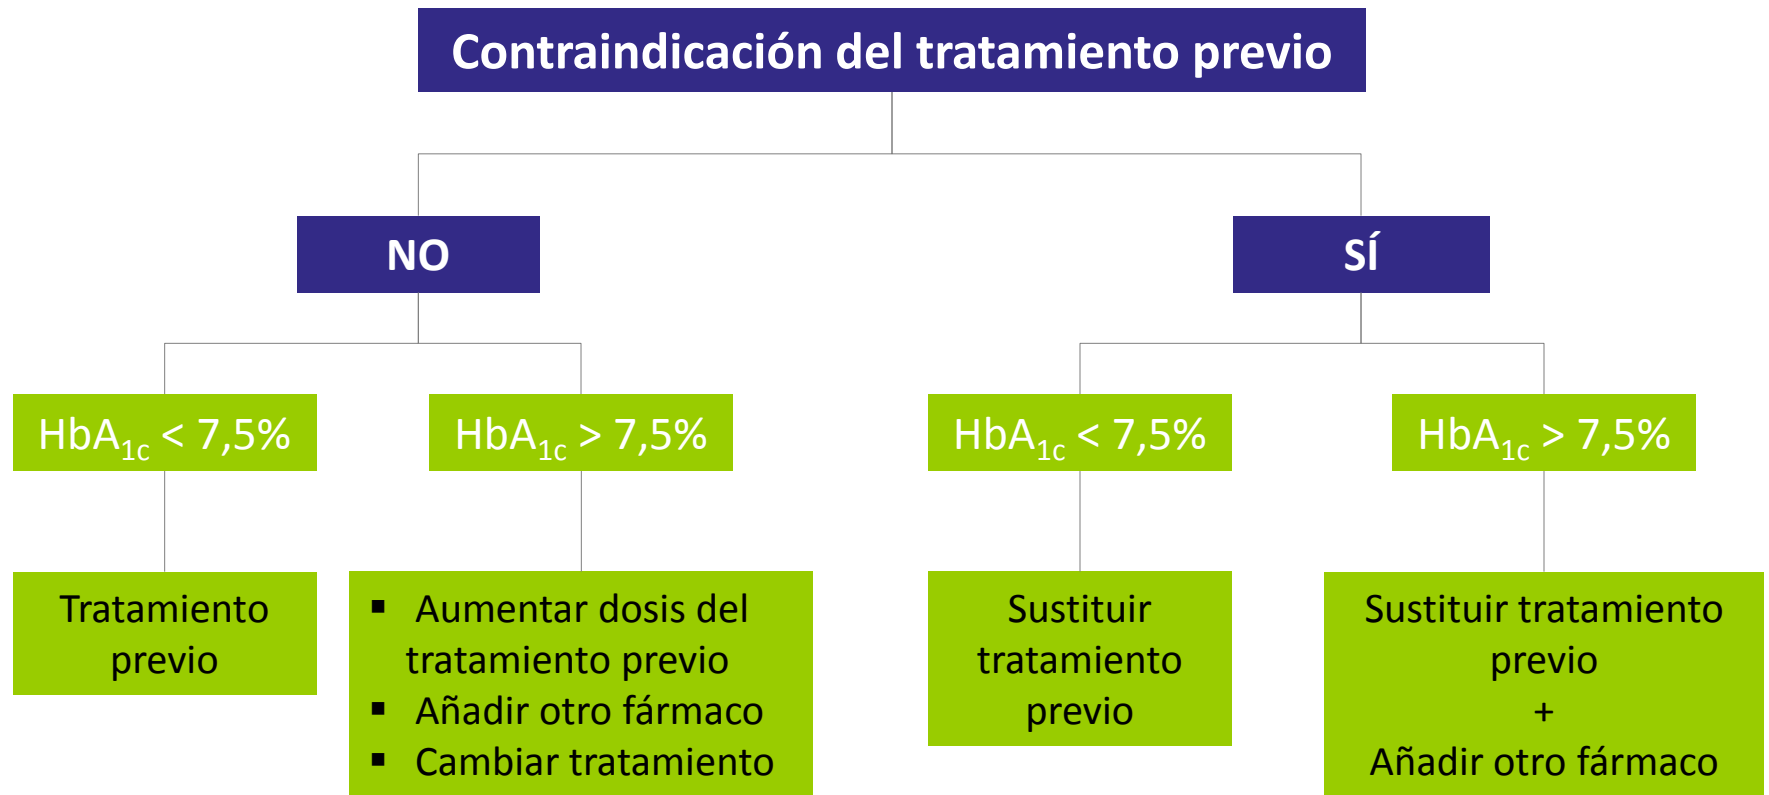 Contraindicación del tratamiento previo
NO
SÍ
HbA1c < 7,5%
HbA1c > 7,5%
HbA1c < 7,5%
HbA1c > 7,5%
Tratamiento
previo
▪ Aumentar dosis del
tratamiento previo
▪ Añadir otro fármaco
▪ Cambiar tratamiento
Sustituir
tratamiento
previo
Sustituir tratamiento
previo
+
Añadir otro fármaco